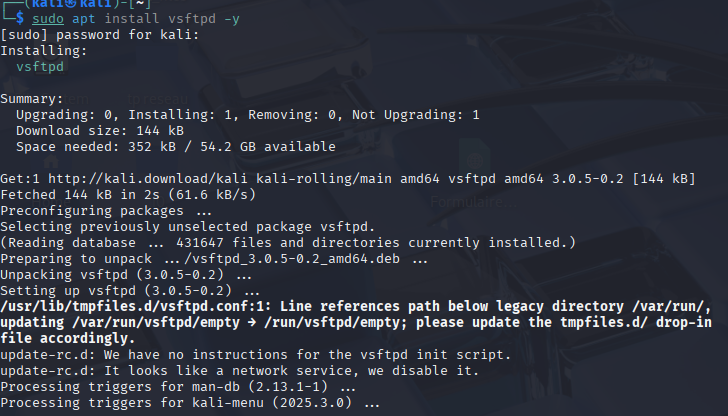 ┌──(kali㉿kali)-[~]
└─$ sudo apt install vsftpd -y
[sudo] password for kali:
Installing:
  vsftpd

Summary:
  Upgrading: 0, Installing: 1, Removing: 0, Not Upgrading: 1
  Download size: 144 kB
  Space needed: 352 kB / 54.2 GB available

Get:1 http://kali.download/kali kali-rolling/main amd64 vsftpd amd64 3.0.5-0.2 [144 kB]
Fetched 144 kB in 2s (61.6 kB/s)
Preconfiguring packages ...
Selecting previously unselected package vsftpd.
(Reading database ... 431647 files and directories currently installed.)
Preparing to unpack .../vsftpd_3.0.5-0.2_amd64.deb ...
Unpacking vsftpd (3.0.5-0.2) ...
Setting up vsftpd (3.0.5-0.2) ...
/usr/lib/tmpfiles.d/vsftpd.conf:1: Line references path below legacy directory /var/run/,
updating /var/run/vsftpd/empty → /run/vsftpd/empty; please update the tmpfiles.d/ drop-in
file accordingly.
update-rc.d: We have no instructions for the vsftpd init script.
update-rc.d: It looks like a network service, we disable it.
Processing triggers for man-db (2.13.1-1) ...
Processing triggers for kali-menu (2025.3.0) ...